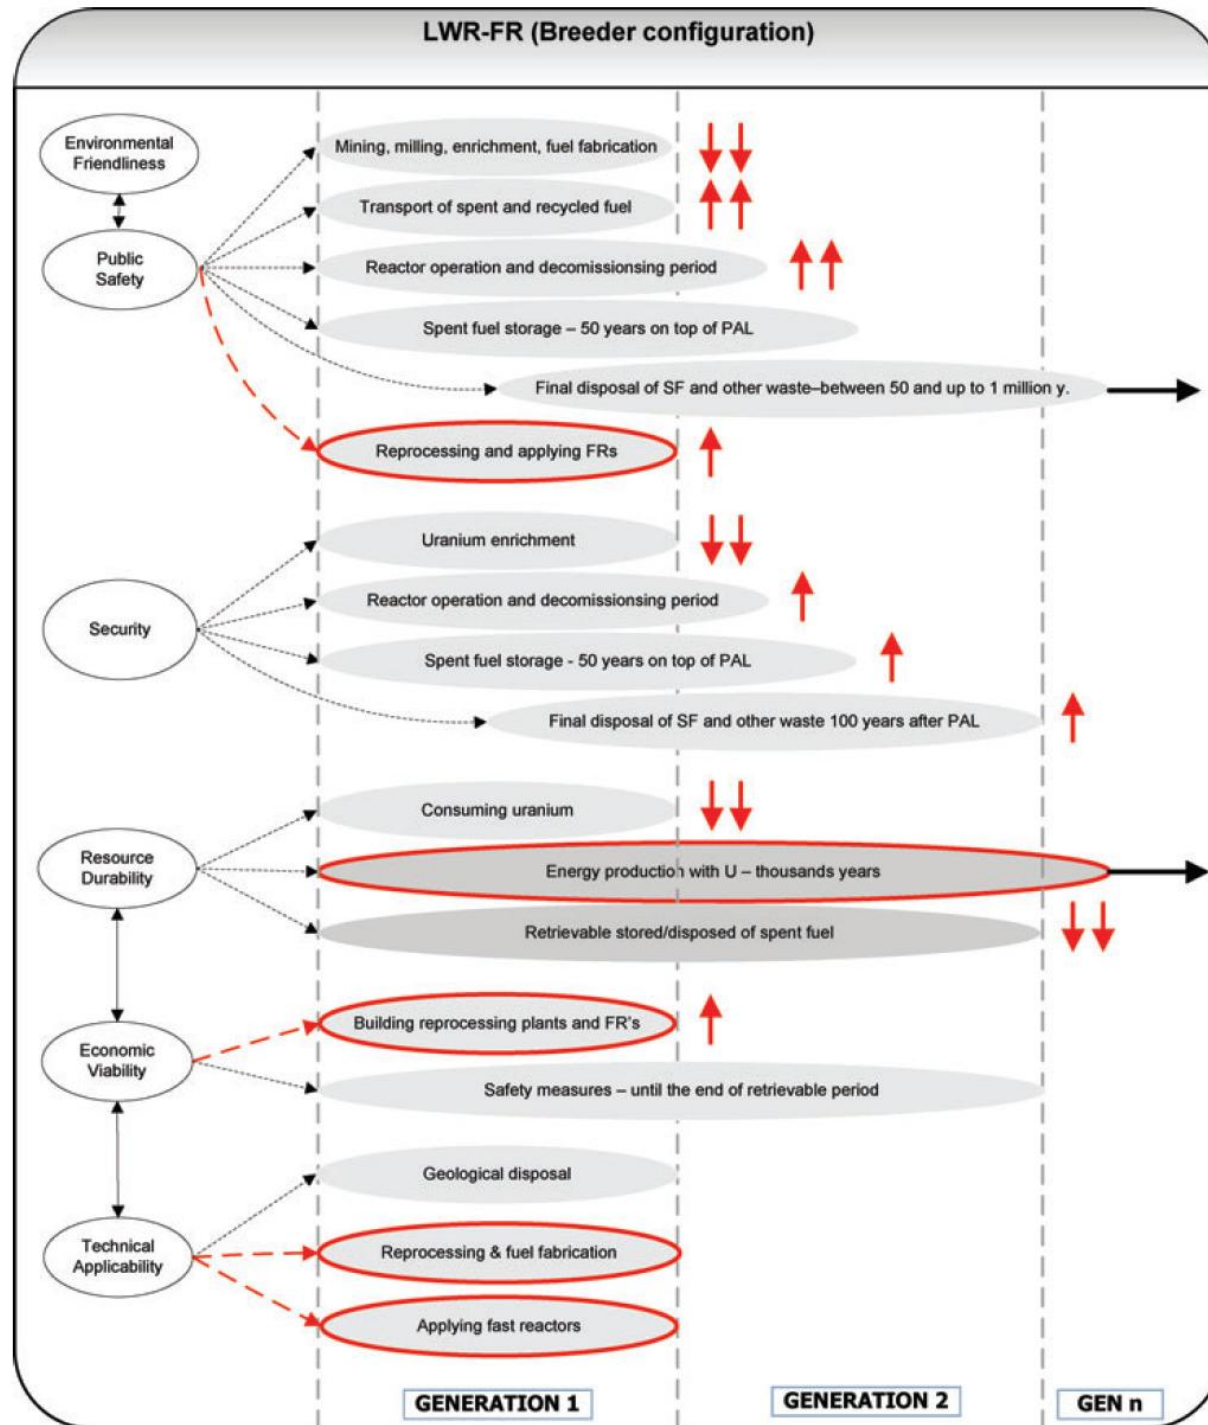 LWR-FR (Breeder configuration)
Environmental
Friendliness
Mining, milling, enrichment, fuel fabrication
Transport of spent and recycled fuel
Public
Safety
Reactor operation and decomissionsing period
Spent fuel storage – 50 years on top of PAL
Final disposal of SF and other waste–between 50 and up to 1 million y.
Reprocessing and applying FRs
Uranium enrichment
Reactor operation and decomissionsing period
Security
Spent fuel storage - 50 years on top of PAL
Final disposal of SF and other waste 100 years after PAL
Consuming uranium
Resource
Durability
Energy production with U – thousands years
Retrievable stored/disposed of spent fuel
Building reprocessing plants and FR's
Economic
Viability
Safety measures – until the end of retrievable period
Geological disposal
Technical
Applicability
Reprocessing & fuel fabrication
Applying fast reactors
GENERATION 1
GENERATION 2
GEN n